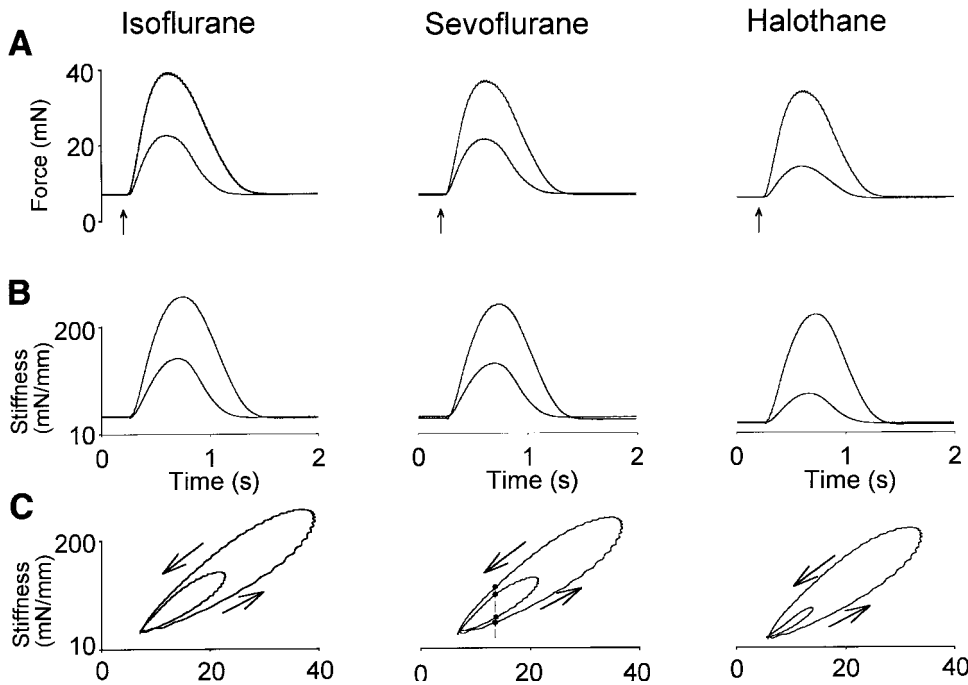 Isoflurane Sevoflurane Halothane
A
Force (mN)
40
20
0
B
Stiffness
(mN/mm)
200
10
0 1 2 0 1 2 0 1 2
Time (s) Time (s) Time (s)
C
Stiffness
(mN/mm)
200
10
0 20 40 0 20 40 0 20 40